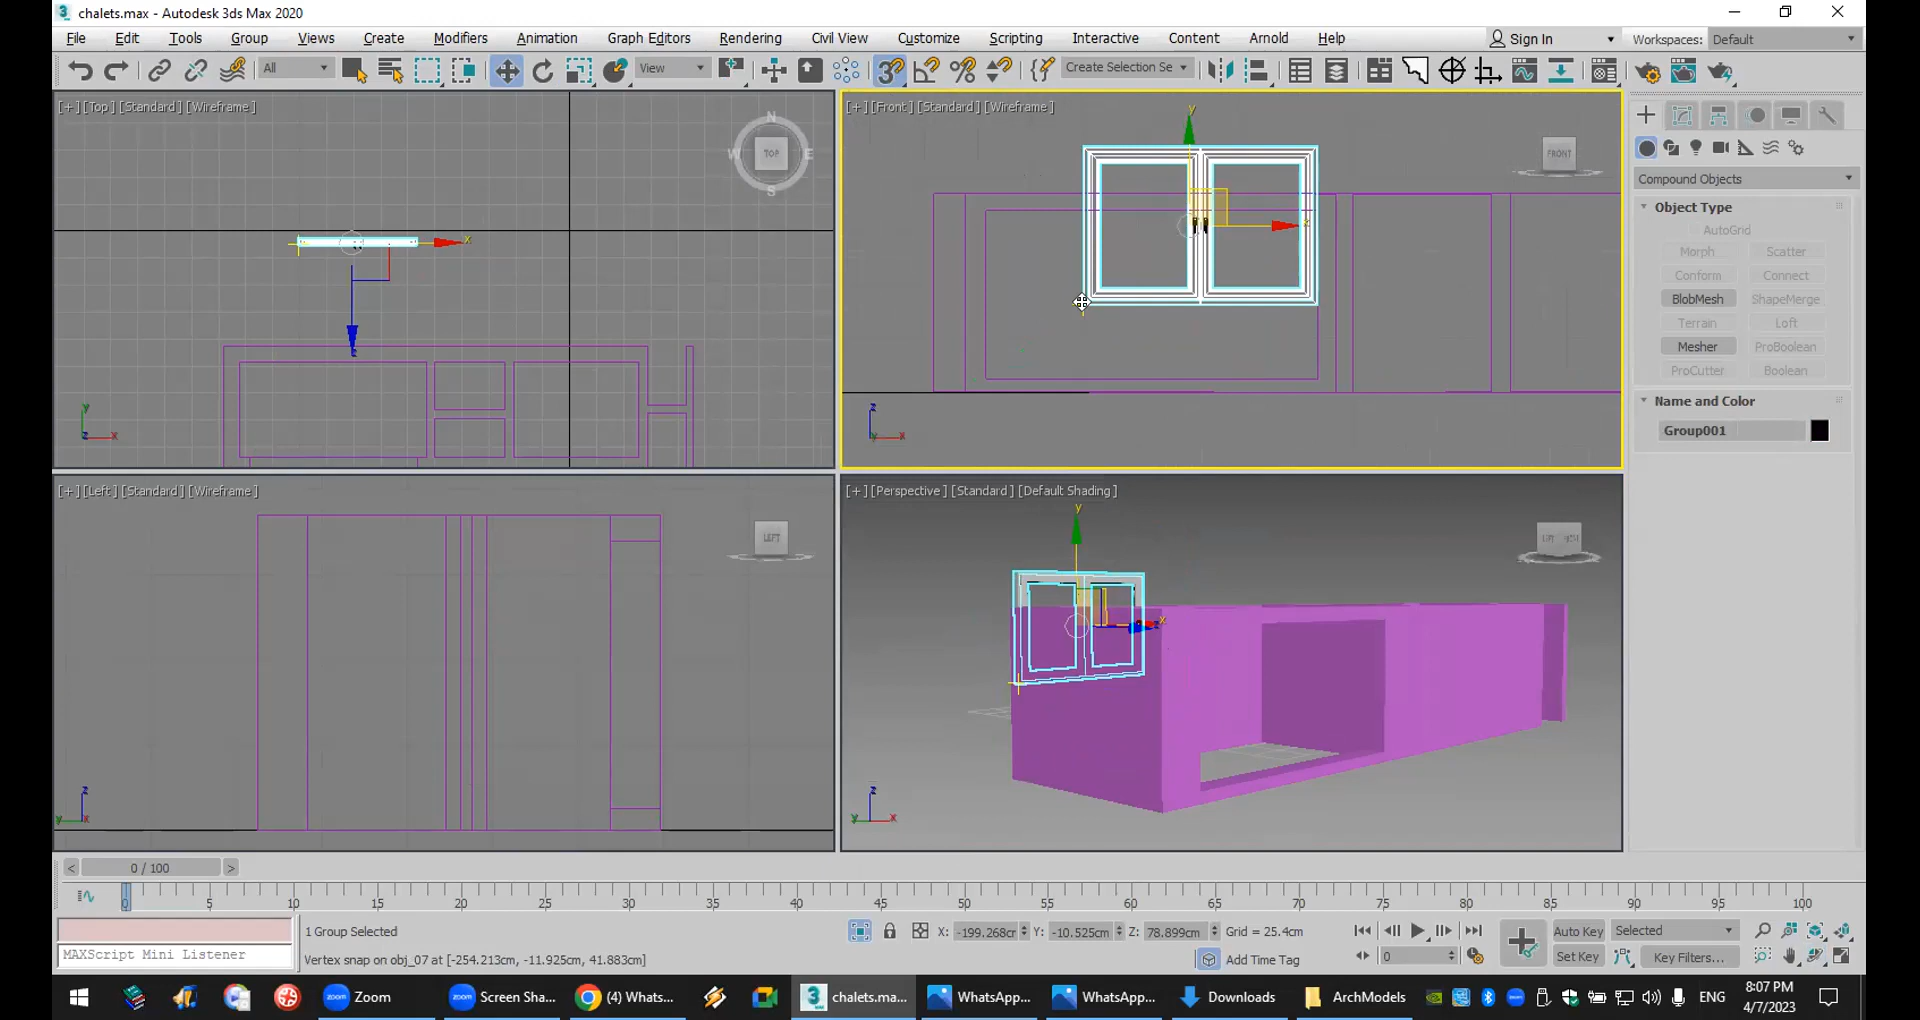 chalets.max - Autodesk 3ds Max 2020
File Edit Tools Group Views Create Modifiers Animation Graph Editors Rendering Civil View Customize Scripting Interactive Content Arnold Help Sign In Workspaces: Default
All View Create Selection Se
[+] [Top] [Standard] [Wireframe]
N
W TOP E
S
y
x
z x
[+] [Front] [Standard] [Wireframe]
FRONT
y
x
z
y x
[+] [Left] [Standard] [Wireframe]
LEFT
z
y x
[+] [Perspective] [Standard] [Default Shading]
y
x
z
y x
Compound Objects
Object Type
AutoGrid
Morph Scatter
Conform Connect
BlobMesh ShapeMerge
Terrain Loft
Mesher ProBoolean
ProCutter Boolean
Name and Color
Group001
< 0 / 100 >
0 5 10 15 20 25 30 35 40 45 50 55 60 65 70 75 80 85 90 95 100
1 Group Selected X: -199.268cr Y: -10.525cm Z: 78.899cm Grid = 25.4cm Auto Key Selected
MAXScript Mini Listener Vertex snap on obj_07 at [-254.213cm, -11.925cm, 41.883cm] Add Time Tag 0 Set Key Key Filters...
Zoom Screen Sha... (4) Whats... chalets.ma... WhatsApp... WhatsApp... Downloads ArchModels ENG 8:07 PM
4/7/2023